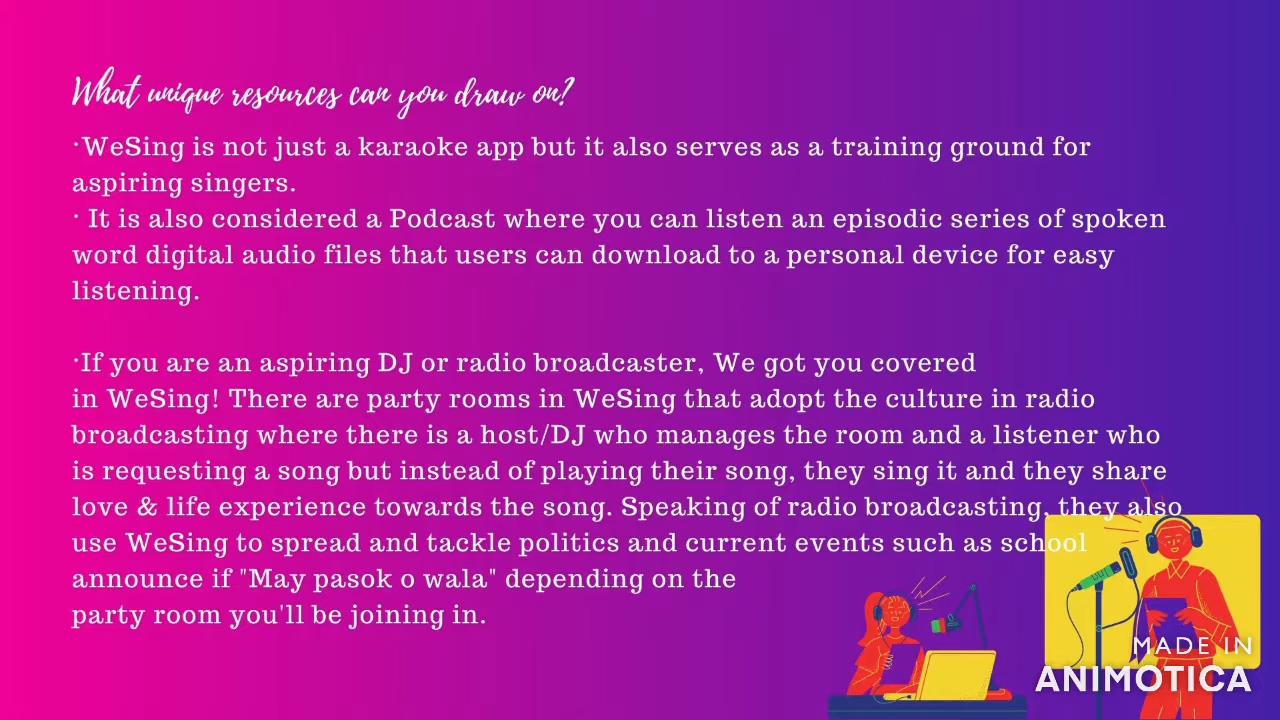 What unique resources can you draw on?
·WeSing is not just a karaoke app but it also serves as a training ground for
aspiring singers.
· It is also considered a Podcast where you can listen an episodic series of spoken
word digital audio files that users can download to a personal device for easy
listening.
·If you are an aspiring DJ or radio broadcaster, We got you covered
in WeSing! There are party rooms in WeSing that adopt the culture in radio
broadcasting where there is a host/DJ who manages the room and a listener who
is requesting a song but instead of playing their song, they sing it and they share
love & life experience towards the song. Speaking of radio broadcasting, they also
use WeSing to spread and tackle politics and current events such as school
announce if "May pasok o wala" depending on the
party room you'll be joining in.
MADE IN
ANIMOTICA